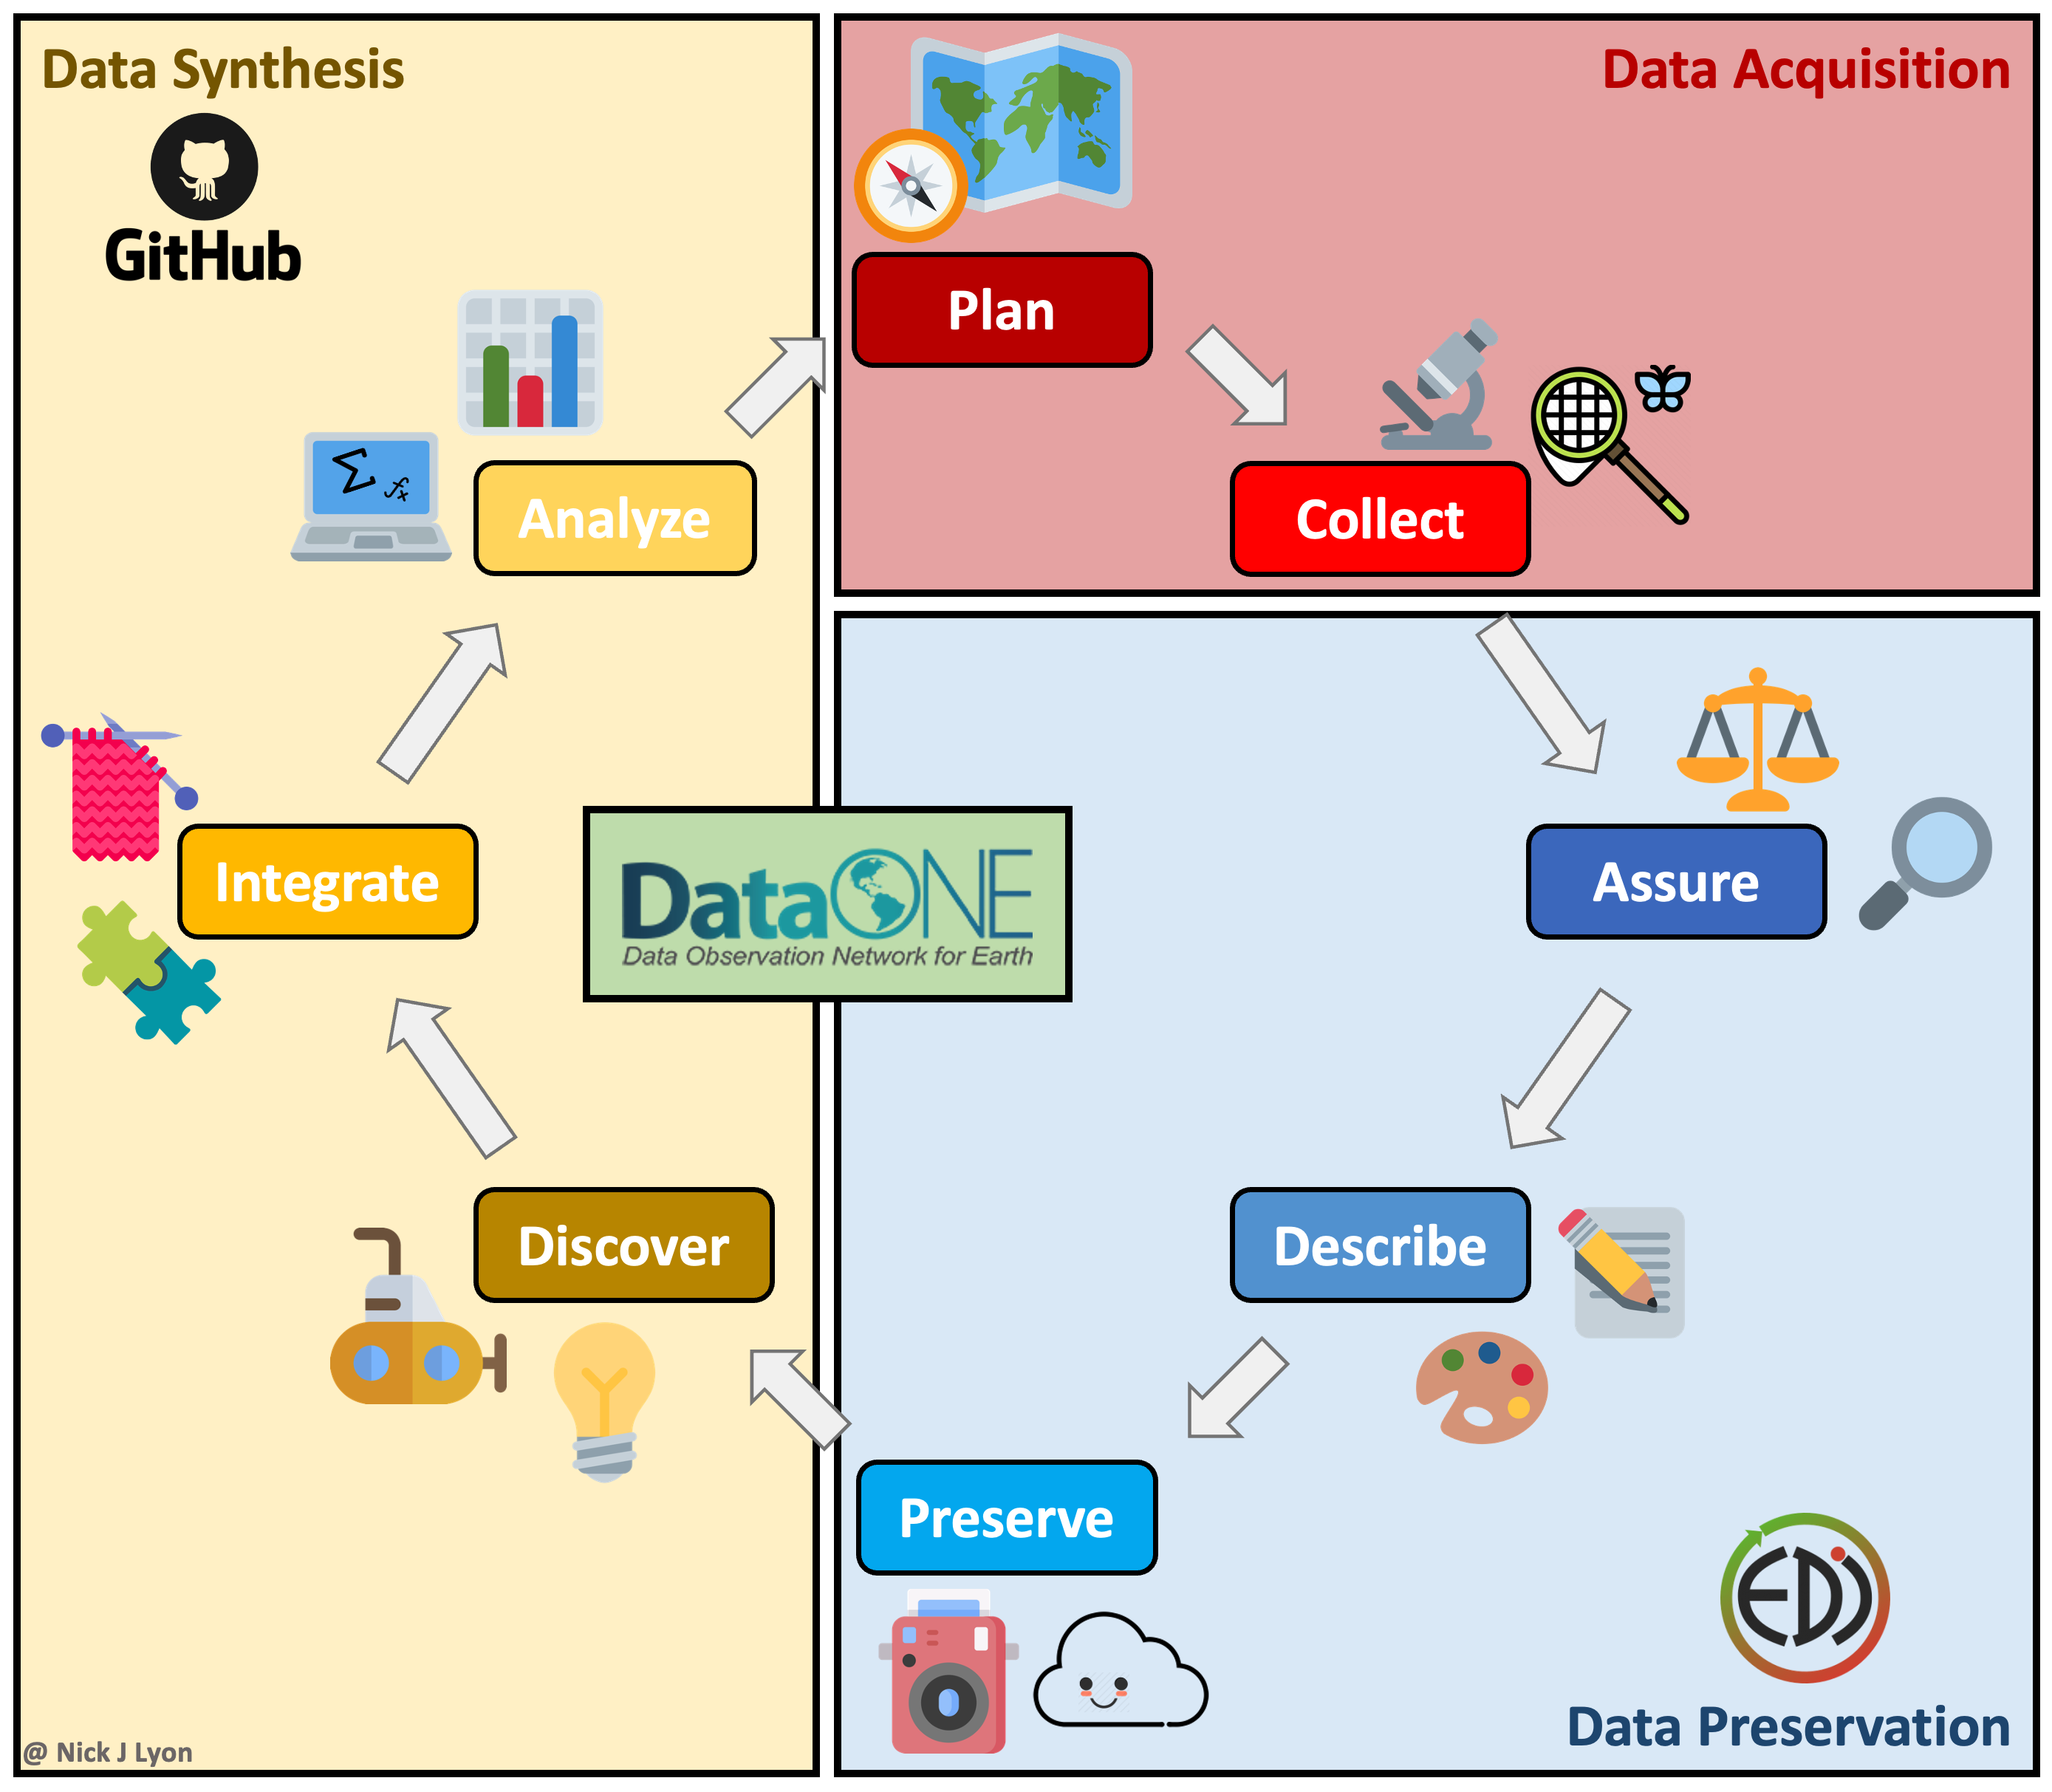 Data Synthesis
GitHub
Data Acquisition
Plan
Collect
Σ fx
Analyze
Integrate
DataONE
Data Observation Network for Earth
Assure
Discover
Describe
Preserve
EDi
Data Preservation
@ Nick J Lyon